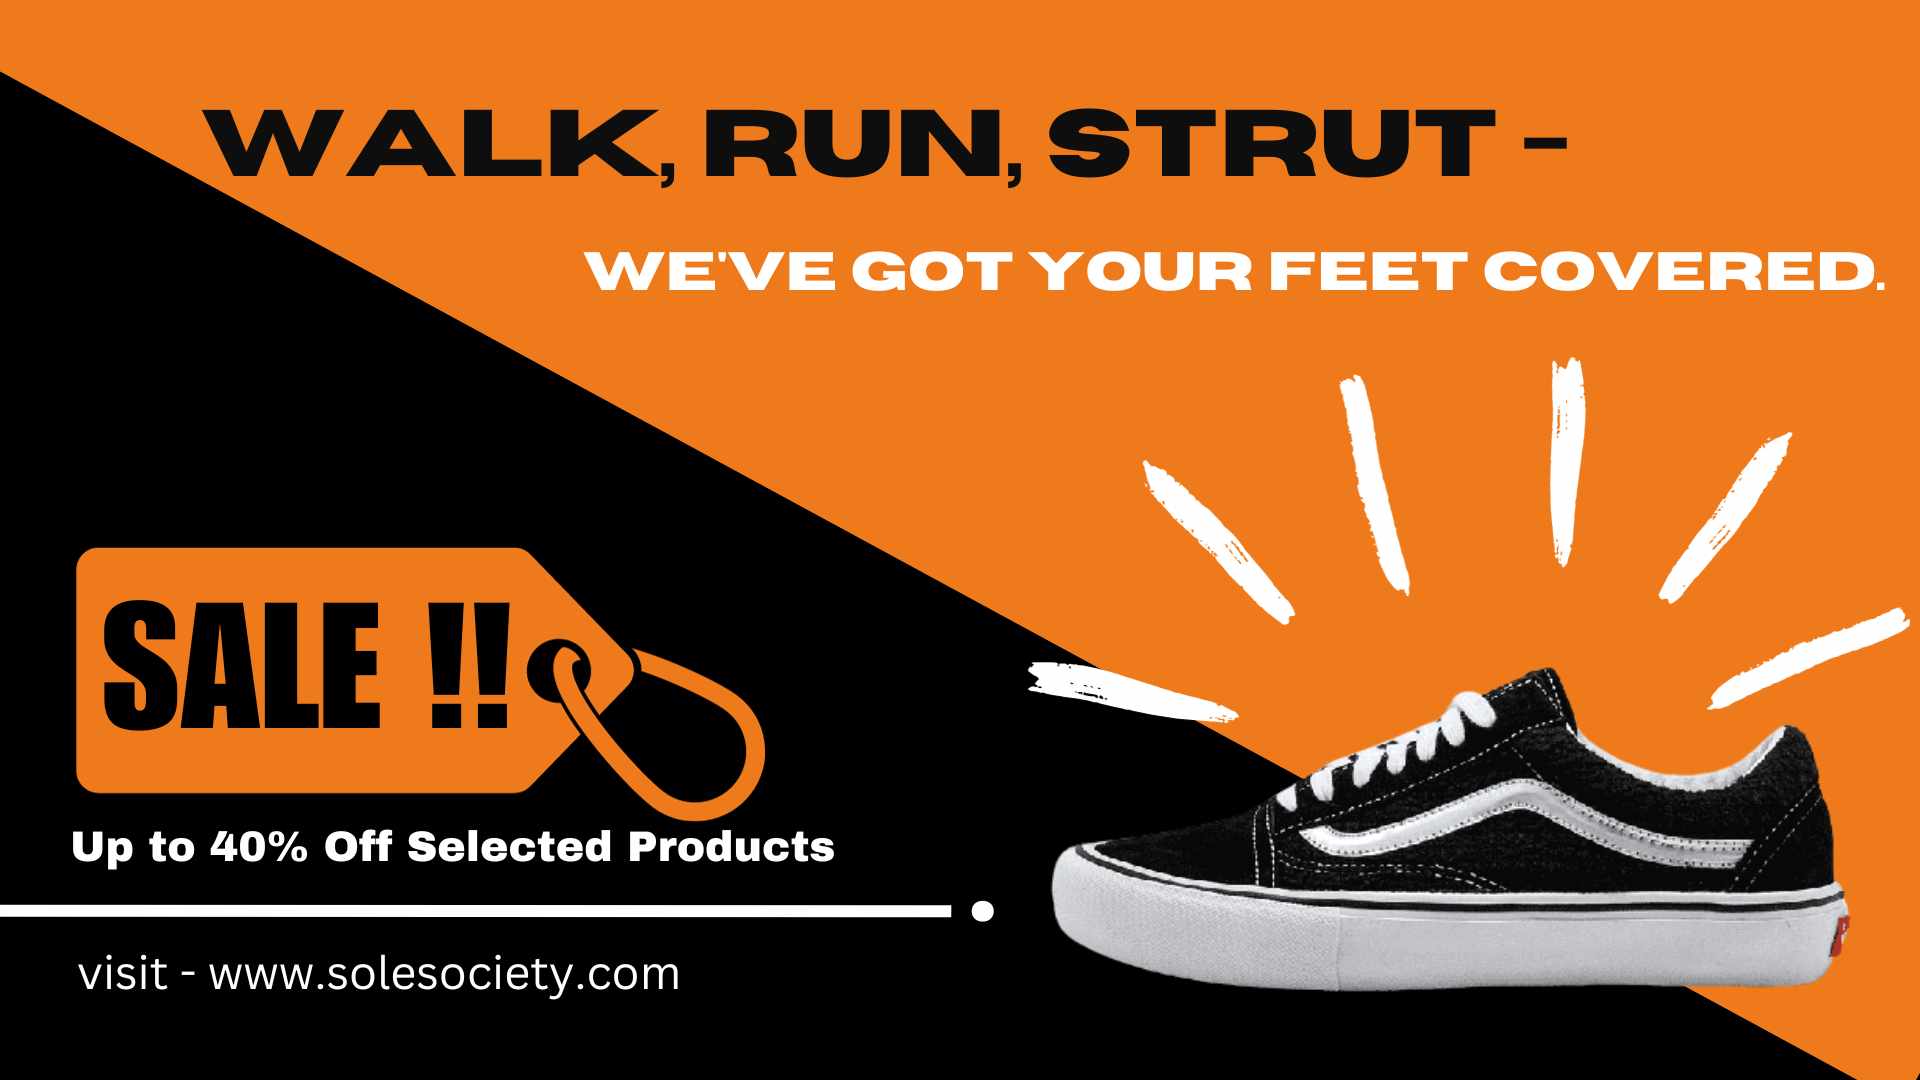 WALK, RUN, STRUT -
WE'VE GOT YOUR FEET COVERED.
SALE !!
Up to 40% Off Selected Products
visit - www.solesociety.com